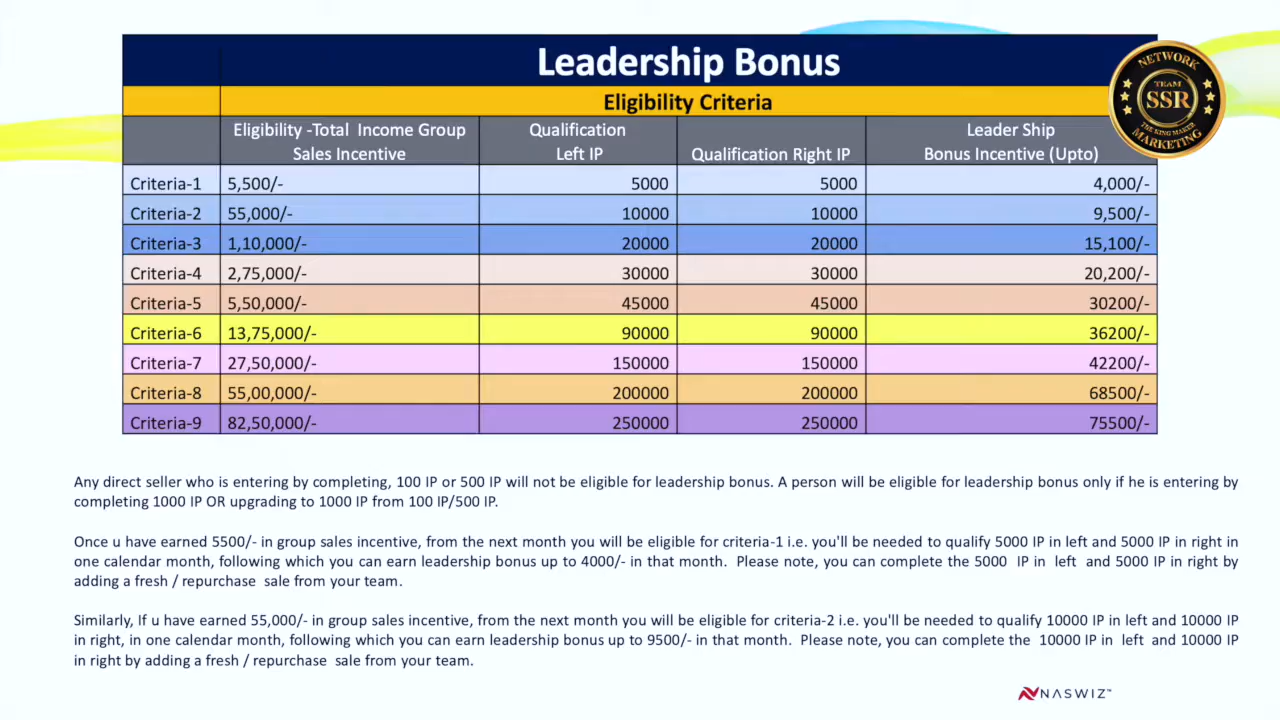 Leadership Bonus
Eligibility Criteria
NETWORK
TEAM
SSR
THE KING MAKER
MARKETING
Eligibility -Total Income Group Sales Incentive | Qualification Left IP | Qualification Right IP | Leader Ship Bonus Incentive (Upto)
Criteria-1 5,500/- 5000 5000 4,000/-
Criteria-2 55,000/- 10000 10000 9,500/-
Criteria-3 1,10,000/- 20000 20000 15,100/-
Criteria-4 2,75,000/- 30000 30000 20,200/-
Criteria-5 5,50,000/- 45000 45000 30200/-
Criteria-6 13,75,000/- 90000 90000 36200/-
Criteria-7 27,50,000/- 150000 150000 42200/-
Criteria-8 55,00,000/- 200000 200000 68500/-
Criteria-9 82,50,000/- 250000 250000 75500/-
Any direct seller who is entering by completing, 100 IP or 500 IP will not be eligible for leadership bonus. A person will be eligible for leadership bonus only if he is entering by
completing 1000 IP OR upgrading to 1000 IP from 100 IP/500 IP.
Once u have earned 5500/- in group sales incentive, from the next month you will be eligible for criteria-1 i.e. you'll be needed to qualify 5000 IP in left and 5000 IP in right in
one calendar month, following which you can earn leadership bonus up to 4000/- in that month. Please note, you can complete the 5000 IP in left and 5000 IP in right by
adding a fresh / repurchase sale from your team.
Similarly, If u have earned 55,000/- in group sales incentive, from the next month you will be eligible for criteria-2 i.e. you'll be needed to qualify 10000 IP in left and 10000 IP
in right, in one calendar month, following which you can earn leadership bonus up to 9500/- in that month. Please note, you can complete the 10000 IP in left and 10000 IP
in right by adding a fresh / repurchase sale from your team.
NASWIZ™